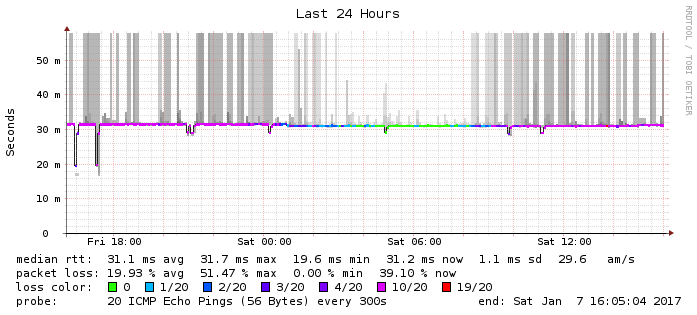 Last 24 Hours
RRDTOOL / TOBI OETIKER
Seconds
50 m
40 m
30 m
20 m
10 m
0
Fri 18:00 Sat 00:00 Sat 06:00 Sat 12:00
median rtt: 31.1 ms avg 31.7 ms max 19.6 ms min 31.2 ms now 1.1 ms sd 29.6 am/s
packet loss: 19.93 % avg 51.47 % max 0.00 % min 39.10 % now
loss color: 0 1/20 2/20 3/20 4/20 10/20 19/20
probe: 20 ICMP Echo Pings (56 Bytes) every 300s end: Sat Jan 7 16:05:04 2017